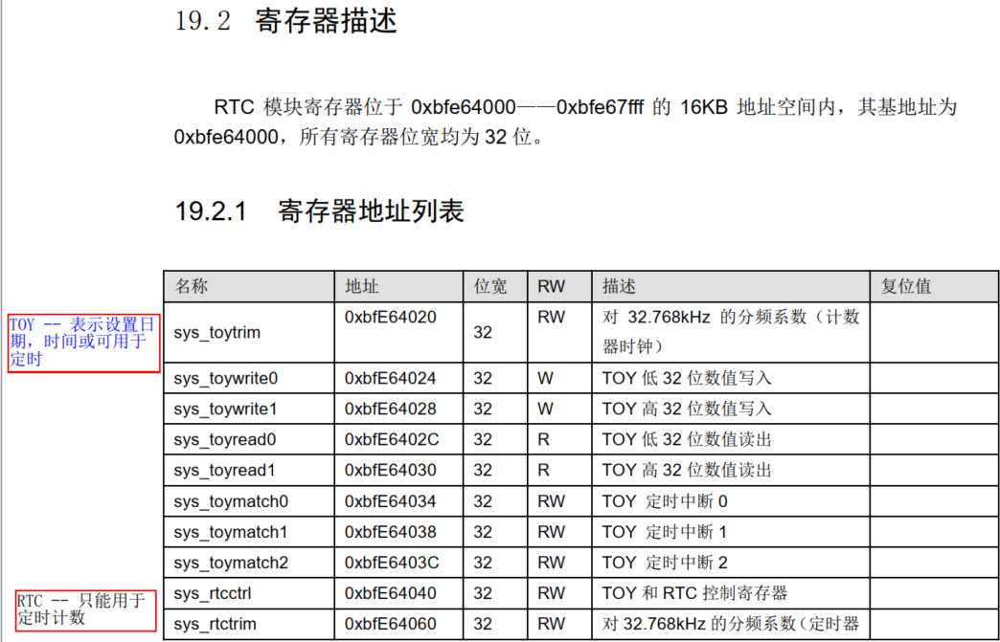 19.2 寄存器描述
RTC 模块寄存器位于 0xbfe64000——0xbfe67fff 的 16KB 地址空间内，其基地址为
0xbfe64000，所有寄存器位宽均为 32 位。
19.2.1 寄存器地址列表
名称 地址 位宽 RW 描述 复位值
TOY -- 表示设置日
期，时间或可用于
定时
sys_toytrim 0xbfE64020 32 RW 对 32.768kHz 的分频系数（计数
器时钟）
sys_toywrite0 0xbfE64024 32 W TOY 低 32 位数值写入
sys_toywrite1 0xbfE64028 32 W TOY 高 32 位数值写入
sys_toyread0 0xbfE6402C 32 R TOY 低 32 位数值读出
sys_toyread1 0xbfE64030 32 R TOY 高 32 位数值读出
sys_toymatch0 0xbfE64034 32 RW TOY 定时中断 0
sys_toymatch1 0xbfE64038 32 RW TOY 定时中断 1
sys_toymatch2 0xbfE6403C 32 RW TOY 定时中断 2
sys_rtcctrl 0xbfE64040 32 RW TOY 和 RTC 控制寄存器
RTC -- 只能用于
定时计数
sys_rtctrim 0xbfE64060 32 RW 对 32.768kHz 的分频系数（定时器